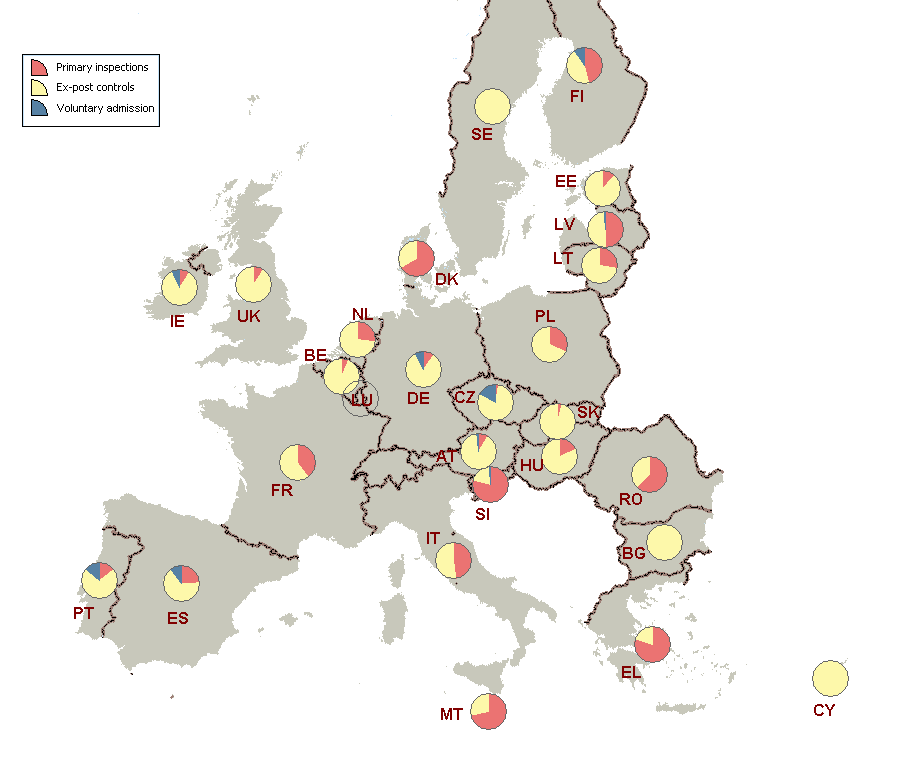 Primary inspections
Ex-post controls
Voluntary admission
FI
SE
EE
LV
LT
DK
IE
UK
NL
PL
BE
LU
DE
CZ
SK
AT
HU
FR
SI
RO
IT
BG
PT
ES
EL
MT
CY